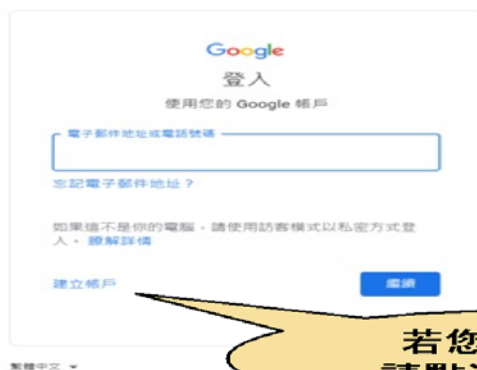 Google
登入
使用您的 Google 帳戶
電子郵件地址或電話號碼
忘記電子郵件地址？
如果這不是你的電腦，請使用訪客模式以私密方式登
入。瞭解詳情
建立帳戶
繼續
若您
請點
繁體中文